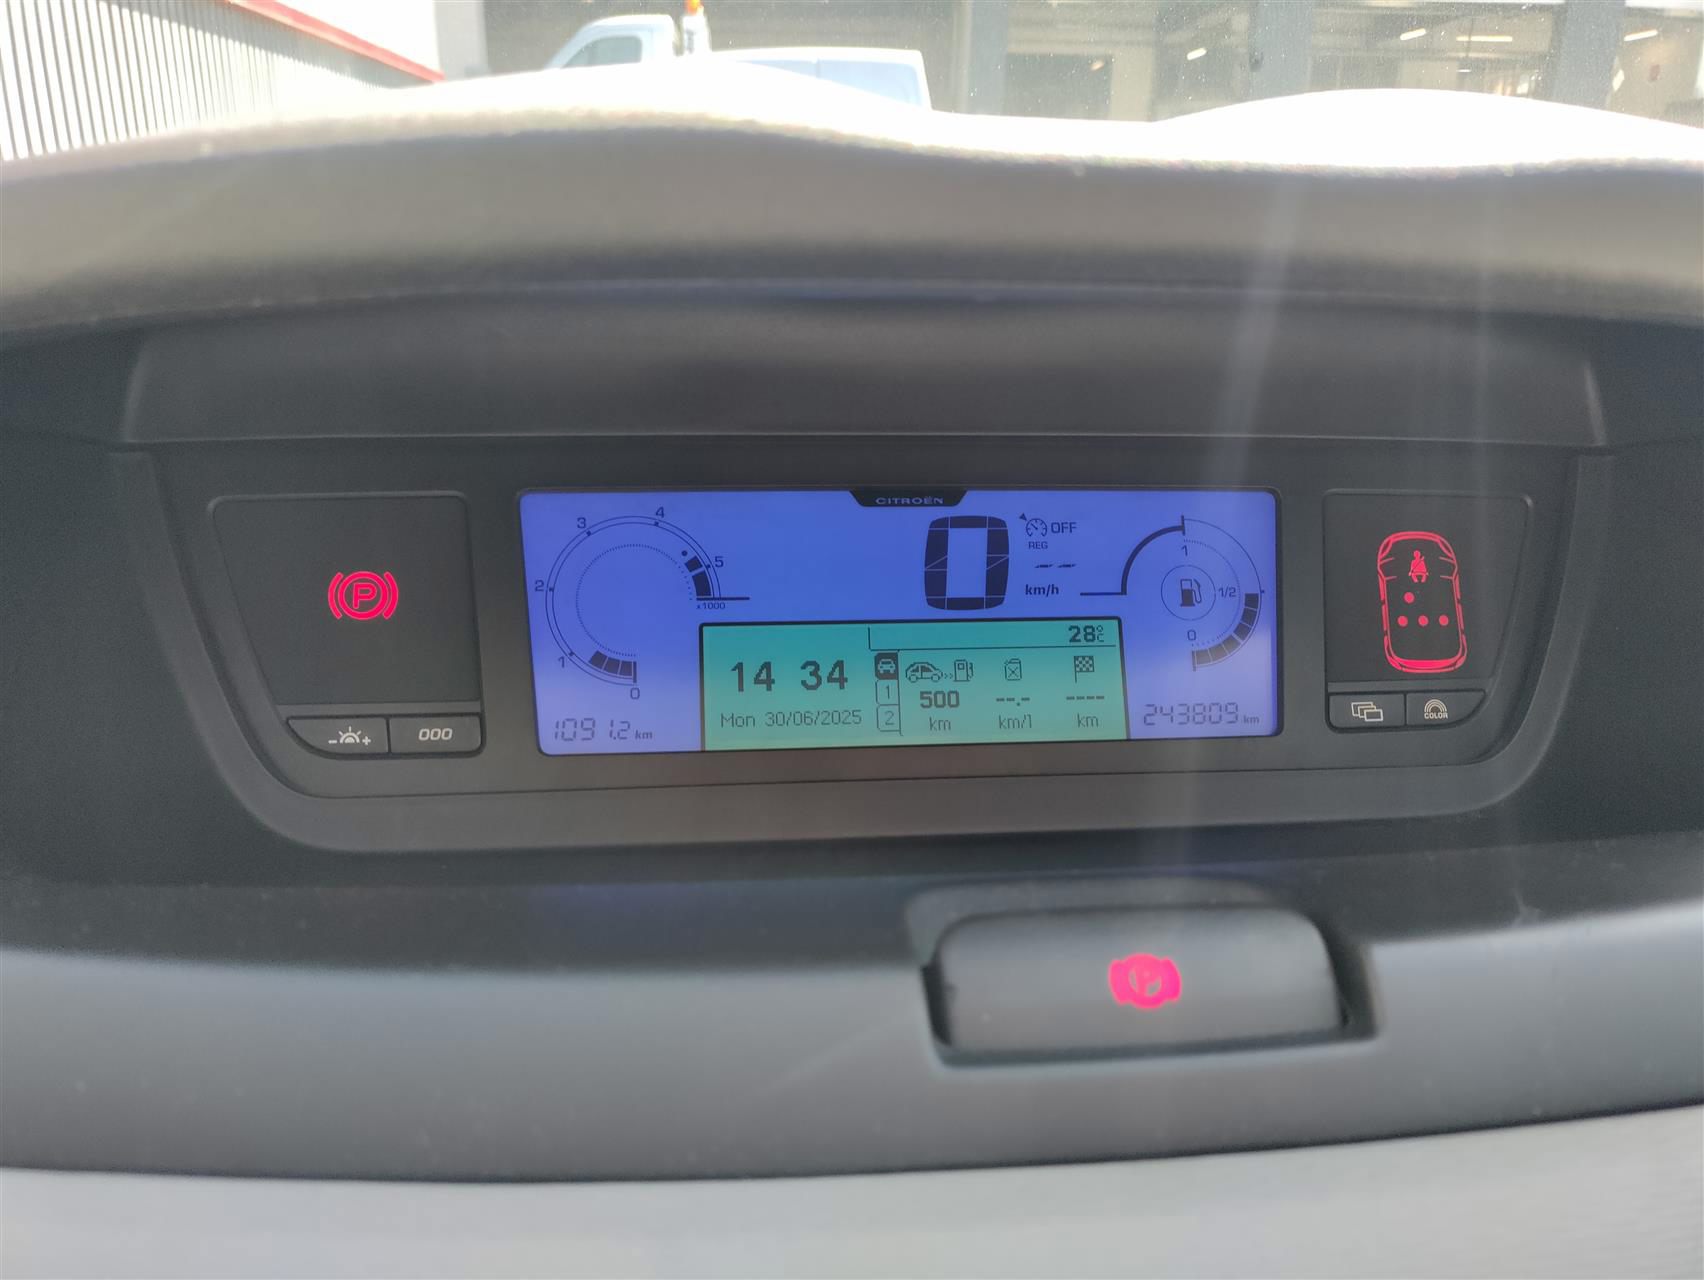 CITROËN
4
3
5
2
x1000
1
0
0
OFF
REG
-- --
km/h
1
1/2
0
P
28°C
14 34
1
2
500
--.-
----
Mon 30/06/2025
km
km/l
km
1091.2 km
243809 km
- +
000
COLOR
P